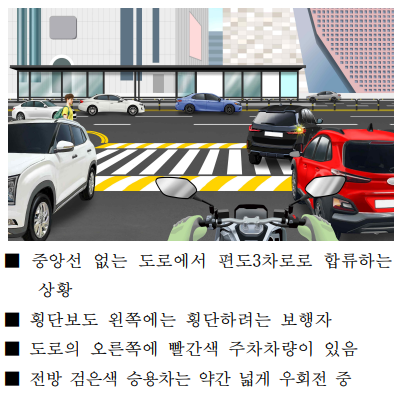 ■ 중앙선 없는 도로에서 편도3차로로 합류하는
상황
■ 횡단보도 왼쪽에는 횡단하려는 보행자
■ 도로의 오른쪽에 빨간색 주차차량이 있음
■ 전방 검은색 승용차는 약간 넓게 우회전 중